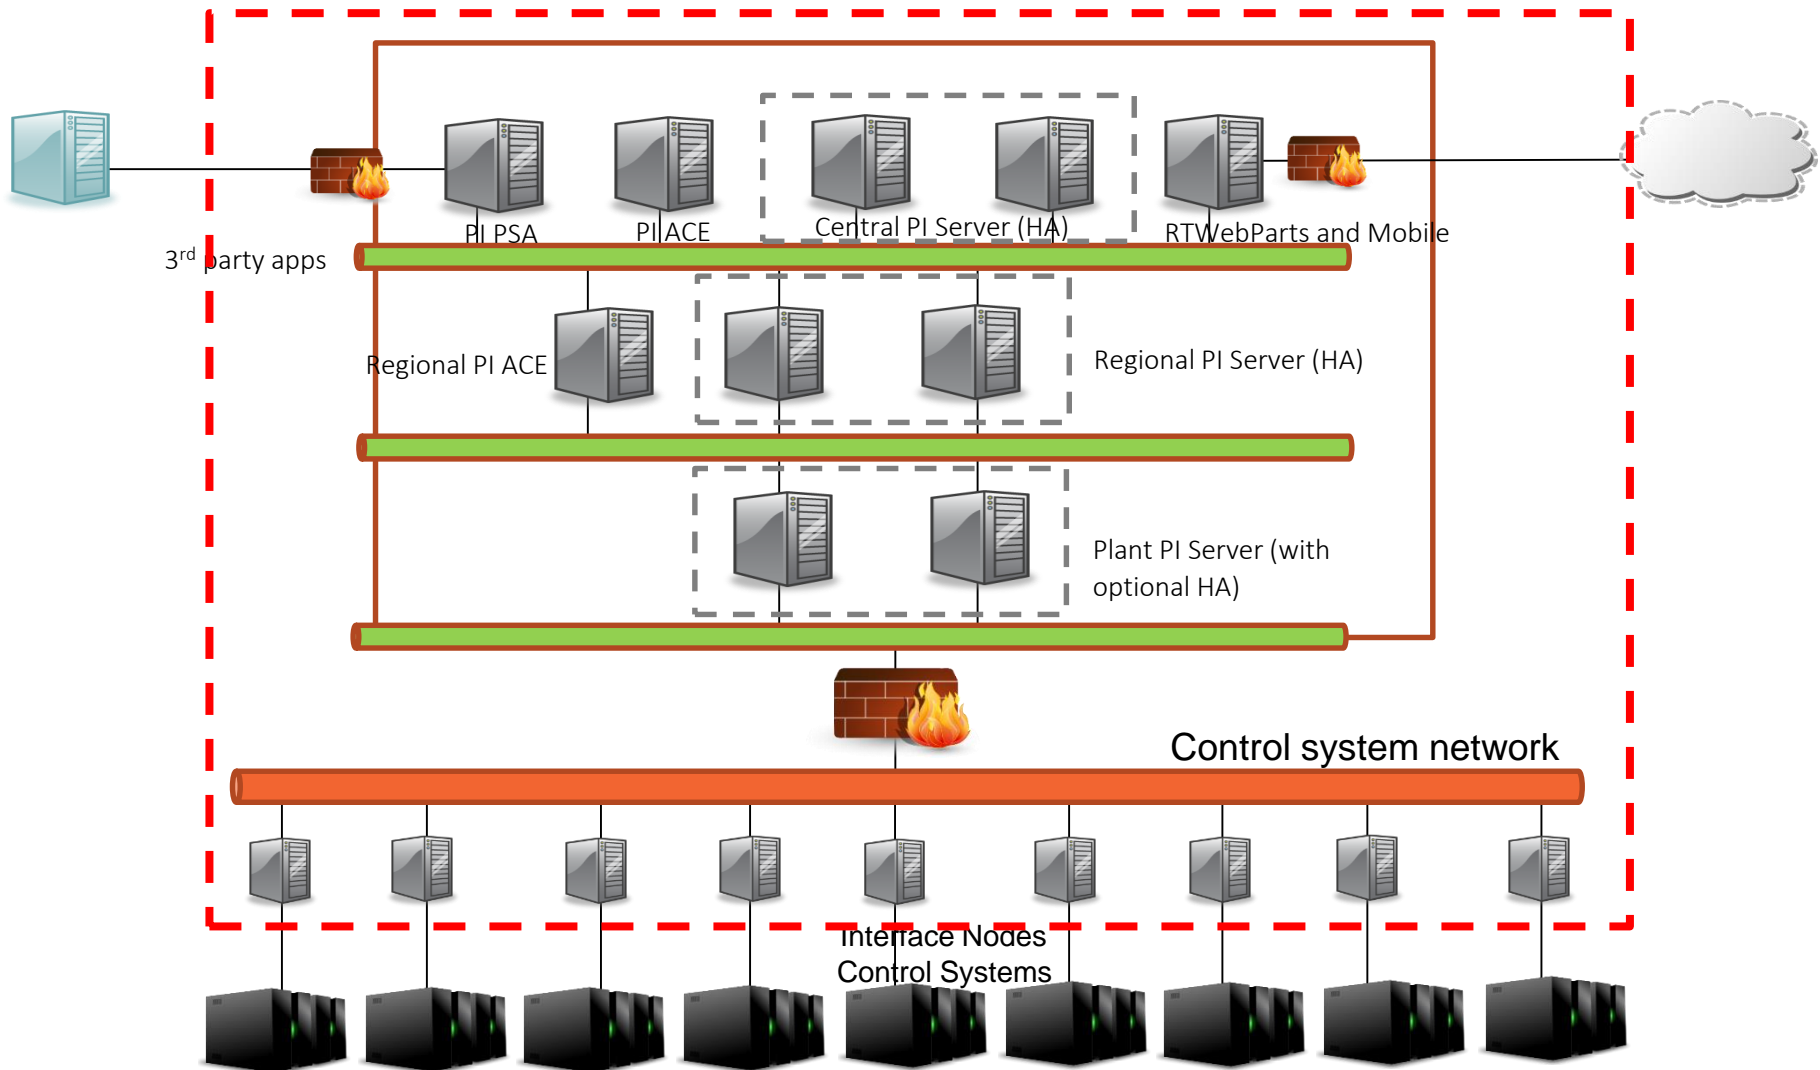 PI PSA
PI ACE
Central PI Server (HA)
RTWebParts and Mobile
3rd party apps
Regional PI ACE
Regional PI Server (HA)
Plant PI Server (with
optional HA)
Control system network
Interface Nodes
Control Systems